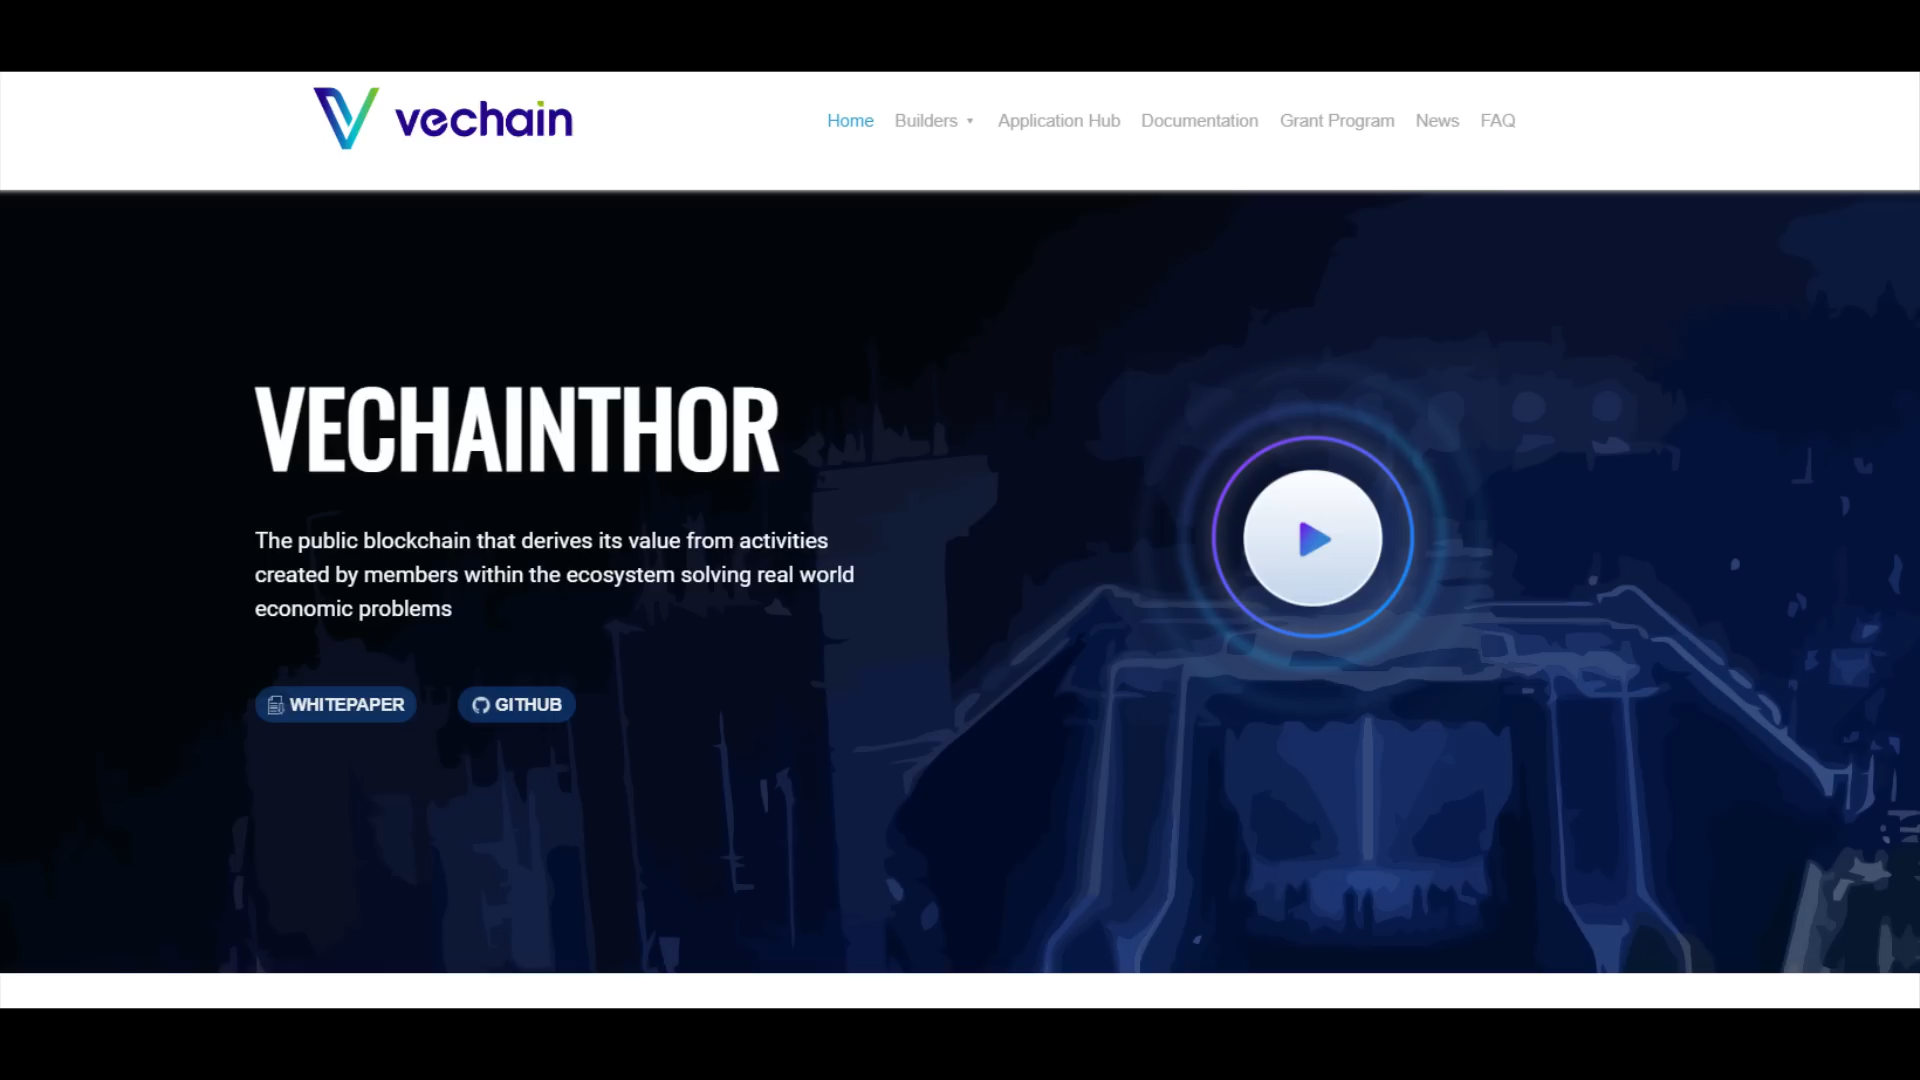 vechain
Home Builders Application Hub Documentation Grant Program News FAQ
VECHAINTHOR
The public blockchain that derives its value from activities
created by members within the ecosystem solving real world
economic problems
WHITEPAPER GITHUB